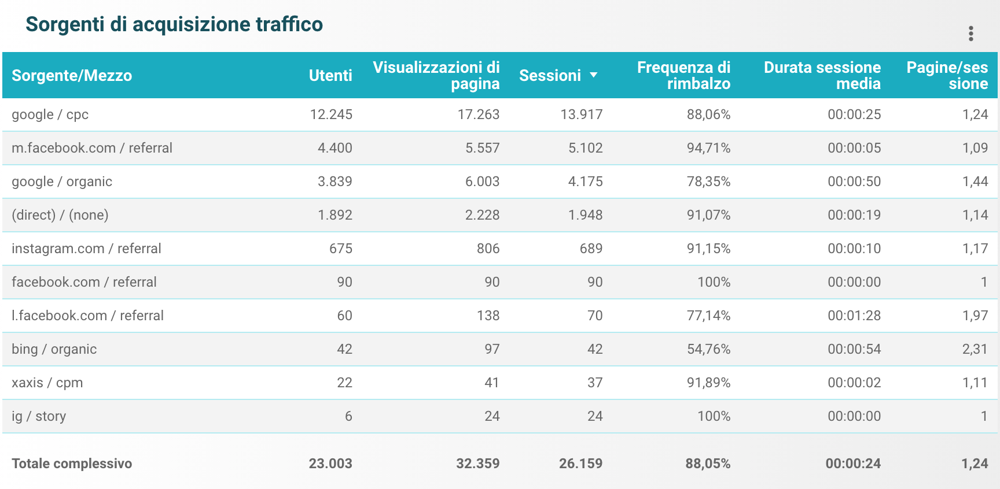 Sorgenti di acquisizione traffico
Sorgente/Mezzo Utenti Visualizzazioni di pagina Sessioni Frequenza di rimbalzo Durata sessione media Pagine/ses sione
google / cpc 12.245 17.263 13.917 88,06% 00:00:25 1,24
m.facebook.com / referral 4.400 5.557 5.102 94,71% 00:00:05 1,09
google / organic 3.839 6.003 4.175 78,35% 00:00:50 1,44
(direct) / (none) 1.892 2.228 1.948 91,07% 00:00:19 1,14
instagram.com / referral 675 806 689 91,15% 00:00:10 1,17
facebook.com / referral 90 90 90 100% 00:00:00 1
l.facebook.com / referral 60 138 70 77,14% 00:01:28 1,97
bing / organic 42 97 42 54,76% 00:00:54 2,31
xaxis / cpm 22 41 37 91,89% 00:00:02 1,11
ig / story 6 24 24 100% 00:00:00 1
Totale complessivo 23.003 32.359 26.159 88,05% 00:00:24 1,24